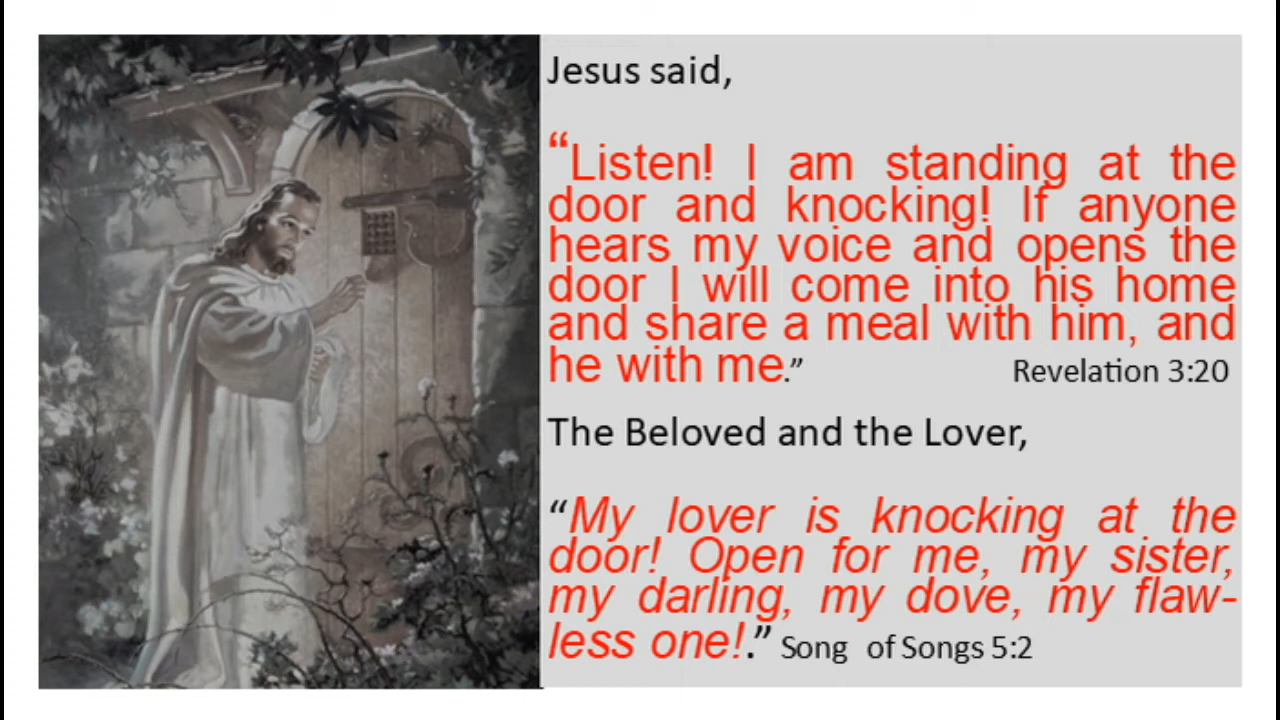 Jesus said,
“Listen! I am standing at the
door and knocking! If anyone
hears my voice and opens the
door I will come into his home
and share a meal with him, and
he with me.” Revelation 3:20
The Beloved and the Lover,
“My lover is knocking at the
door! Open for me, my sister,
my darling, my dove, my flaw-
less one!.” Song of Songs 5:2